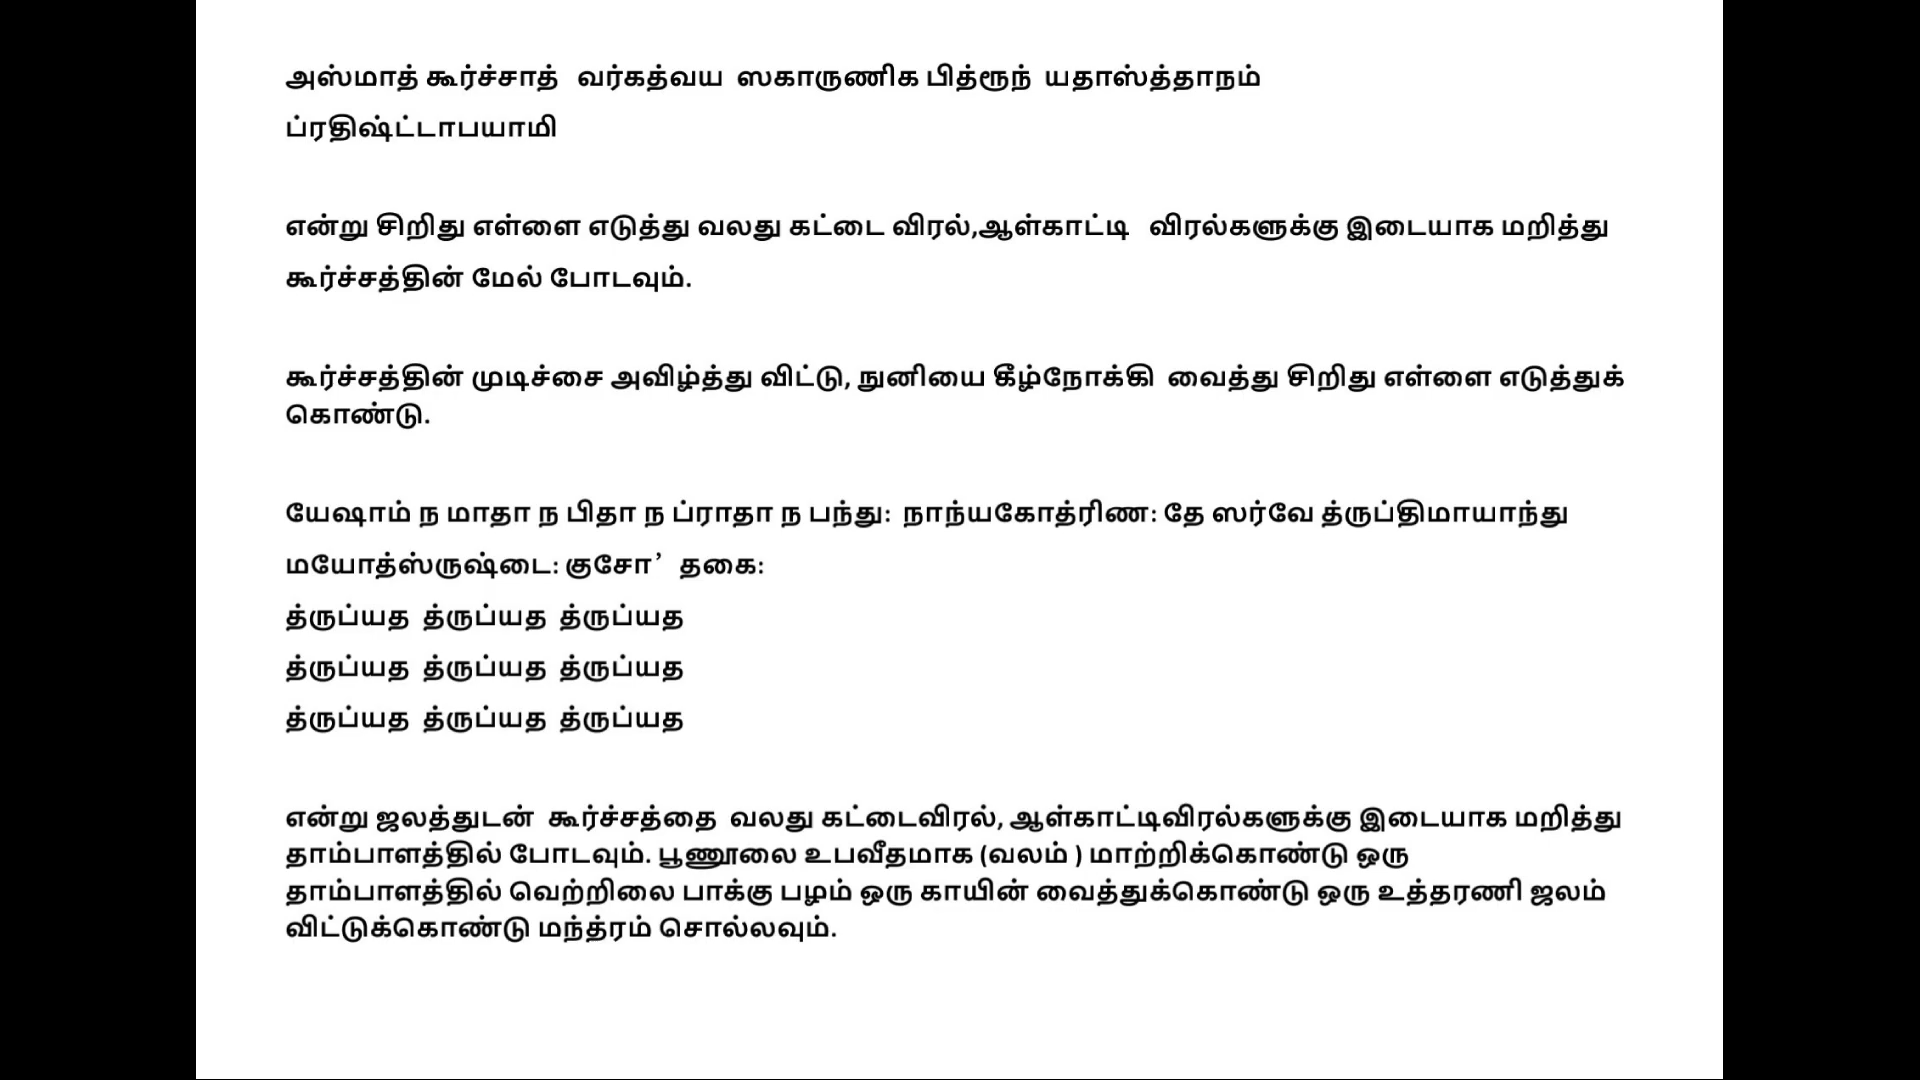 அஸ்மாத் கூர்ச்சாத் வர்கத்வய ஸகாருணிக பித்ரூந் யதாஸ்த்தாநம்
ப்ரதிஷ்ட்டாபயாமி
என்று சிறிது எள்ளை எடுத்து வலது கட்டை விரல்,ஆள்காட்டி விரல்களுக்கு இடையாக மறித்து
கூர்ச்சத்தின் மேல் போடவும்.
கூர்ச்சத்தின் முடிச்சை அவிழ்த்து விட்டு, நுனியை கீழ்நோக்கி வைத்து சிறிது எள்ளை எடுத்துக்
கொண்டு.
யேஷாம் ந மாதா ந பிதா ந ப்ராதா ந பந்து: நாந்யகோத்ரிண: தே ஸர்வே த்ருப்திமாயாந்து
மயோத்ஸ்ருஷ்டை: குசோ’ தகை:
த்ருப்யத த்ருப்யத த்ருப்யத
த்ருப்யத த்ருப்யத த்ருப்யத
த்ருப்யத த்ருப்யத த்ருப்யத
என்று ஜலத்துடன் கூர்ச்சத்தை வலது கட்டைவிரல், ஆள்காட்டிவிரல்களுக்கு இடையாக மறித்து
தாம்பாளத்தில் போடவும். பூணூலை உபவீதமாக (வலம் ) மாற்றிக்கொண்டு ஒரு
தாம்பாளத்தில் வெற்றிலை பாக்கு பழம் ஒரு காயின் வைத்துக்கொண்டு ஒரு உத்தரணி ஜலம்
விட்டுக்கொண்டு மந்த்ரம் சொல்லவும்.